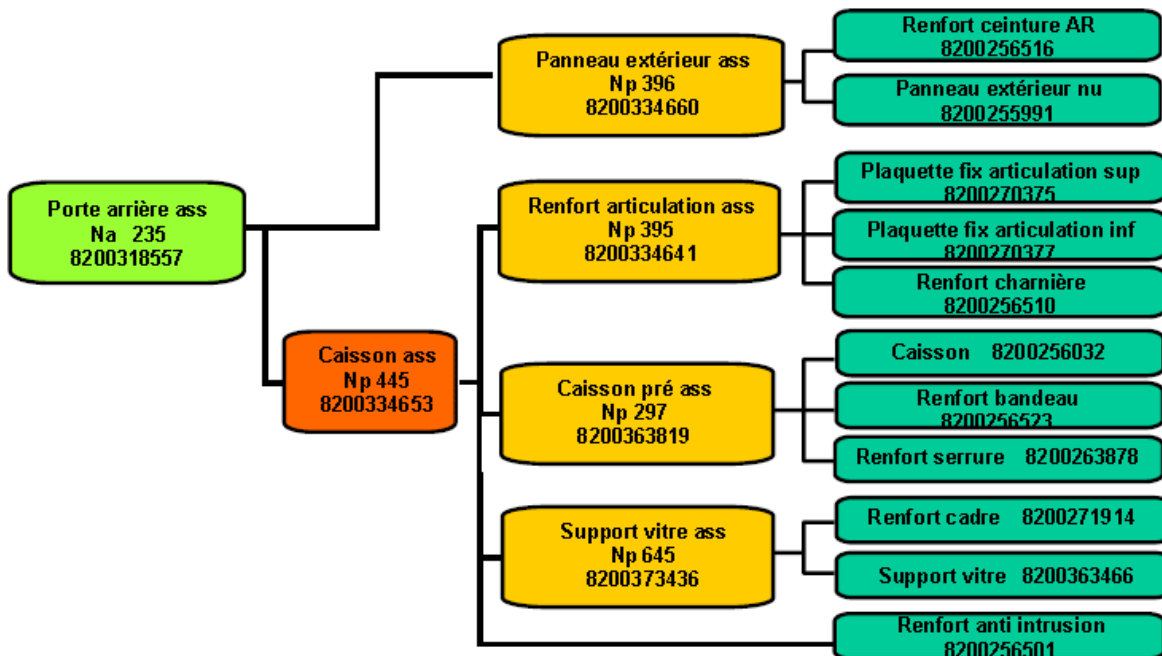 Porte arrière ass
Na 235
8200318557
Caisson ass
Np 445
8200334653
Panneau extérieur ass
Np 396
8200334660
Renfort articulation ass
Np 395
8200334641
Caisson pré ass
Np 297
8200363819
Support vitre ass
Np 645
8200373436
Renfort ceinture AR
8200256516
Panneau extérieur nu
8200255991
Plaquette fix articulation sup
8200270375
Plaquette fix articulation inf
8200270377
Renfort charnière
8200256510
Caisson 8200256032
Renfort bandeau
8200256523
Renfort serrure 8200263878
Renfort cadre 8200271914
Support vitre 8200363466
Renfort anti intrusion
8200256501